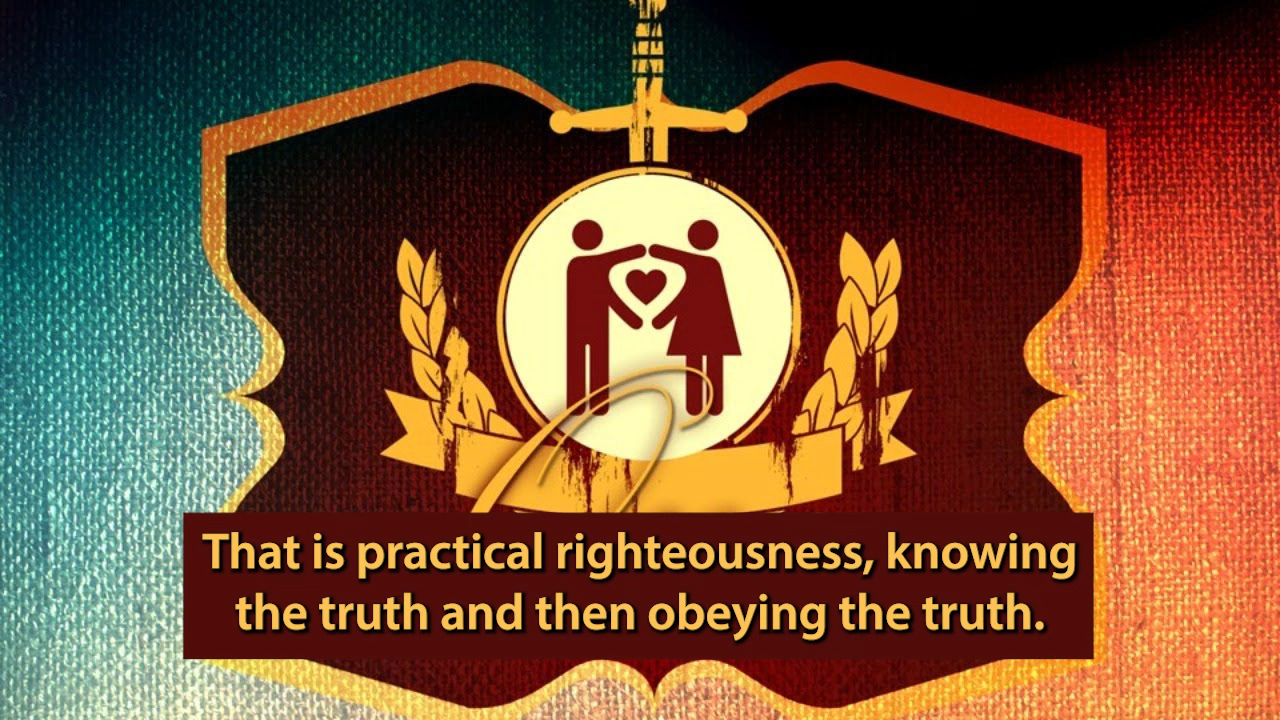 That is practical righteousness, knowing
the truth and then obeying the truth.